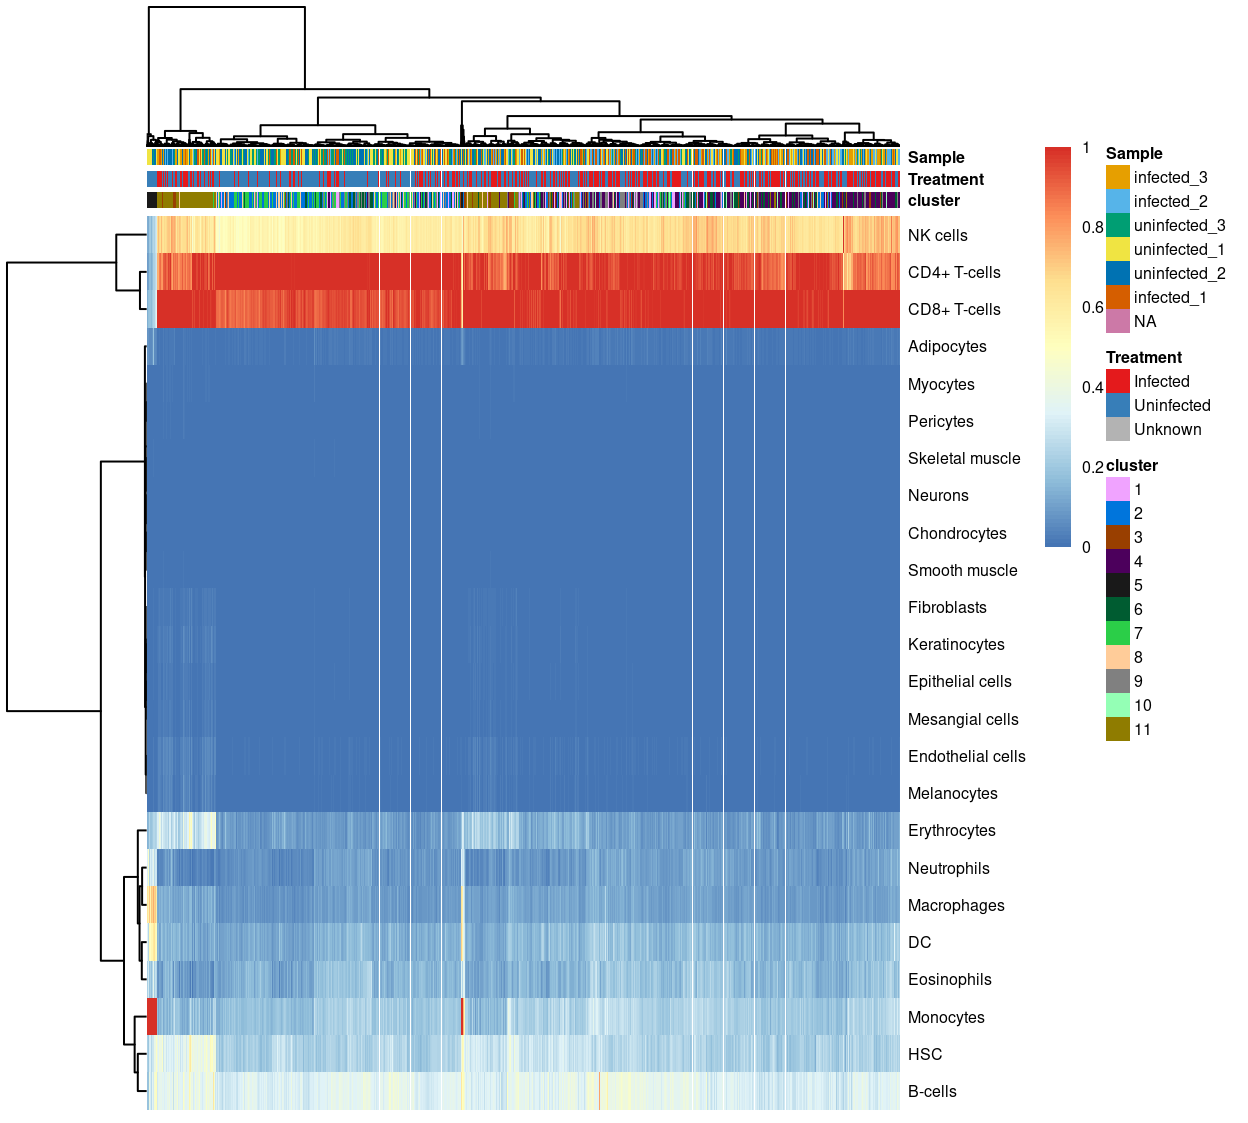 Sample
Treatment
cluster
NK cells
CD4+ T-cells
CD8+ T-cells
Adipocytes
Myocytes
Pericytes
Skeletal muscle
Neurons
Chondrocytes
Smooth muscle
Fibroblasts
Keratinocytes
Epithelial cells
Mesangial cells
Endothelial cells
Melanocytes
Erythrocytes
Neutrophils
Macrophages
DC
Eosinophils
Monocytes
HSC
B-cells
1
0.8
0.6
0.4
0.2
0
Sample
infected_3
infected_2
uninfected_3
uninfected_1
uninfected_2
infected_1
NA
Treatment
Infected
Uninfected
Unknown
cluster
1
2
3
4
5
6
7
8
9
10
11